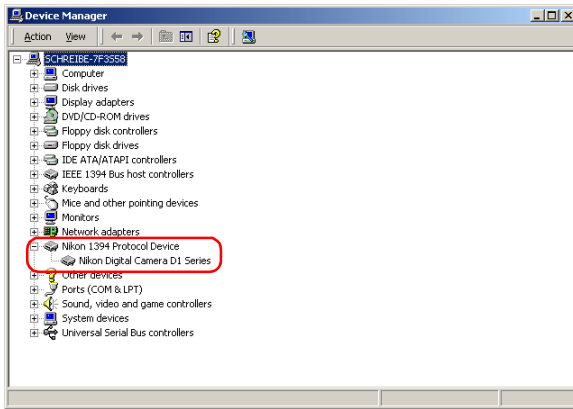 Device Manager
Action View
SCHREIBE-7F3S58
Computer
Disk drives
Display adapters
DVD/CD-ROM drives
Floppy disk controllers
Floppy disk drives
IDE ATA/ATAPI controllers
IEEE 1394 Bus host controllers
Keyboards
Mice and other pointing devices
Monitors
Network adapters
Nikon 1394 Protocol Device
Nikon Digital Camera D1 Series
Other devices
Ports (COM & LPT)
Sound, video and game controllers
System devices
Universal Serial Bus controllers